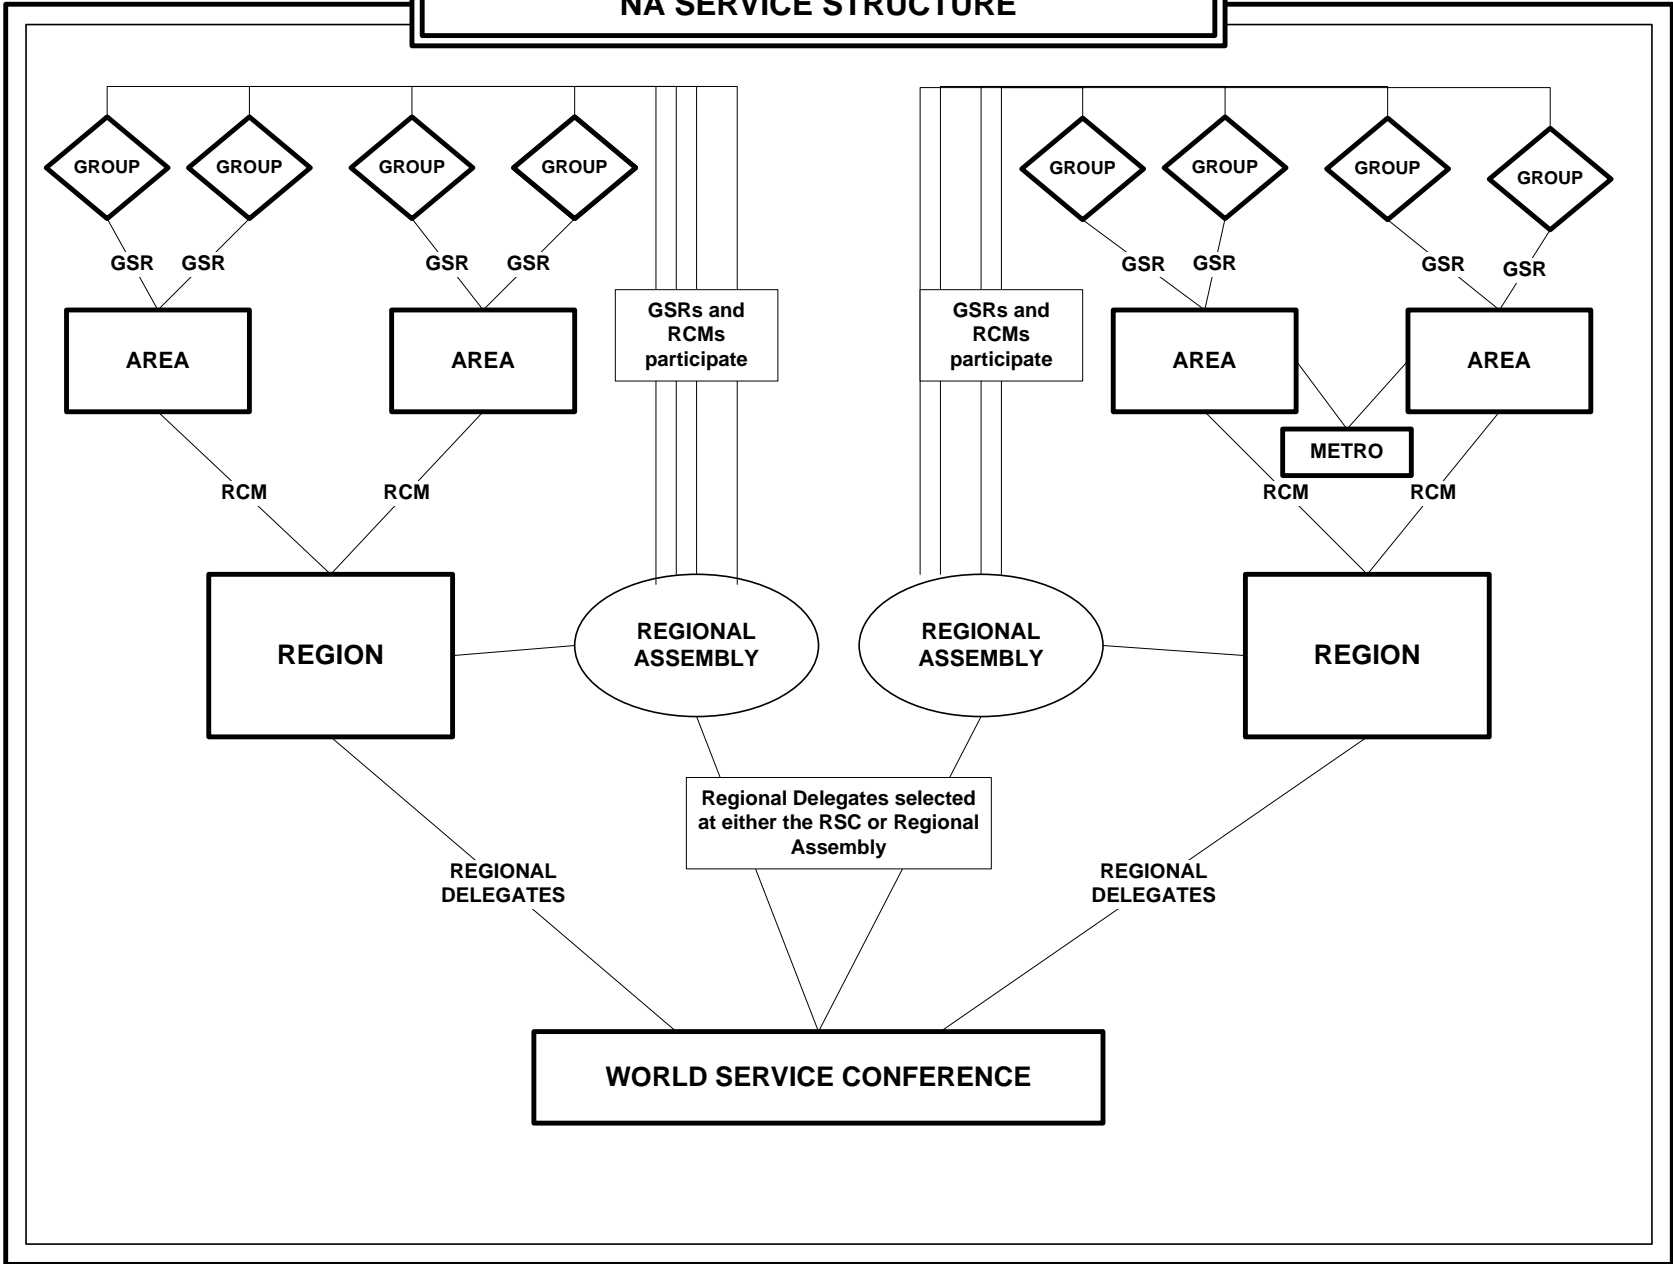 NA SERVICE STRUCTURE
GROUP
GROUP
GROUP
GROUP
GROUP
GROUP
GROUP
GROUP
GSR
GSR
GSR
GSR
GSR
GSR
GSR
GSR
GSRs and
RCMs
participate
GSRs and
RCMs
participate
AREA
AREA
AREA
AREA
METRO
RCM
RCM
RCM
RCM
REGION
REGIONAL
ASSEMBLY
REGIONAL
ASSEMBLY
REGION
Regional Delegates selected
at either the RSC or Regional
Assembly
REGIONAL
DELEGATES
REGIONAL
DELEGATES
WORLD SERVICE CONFERENCE